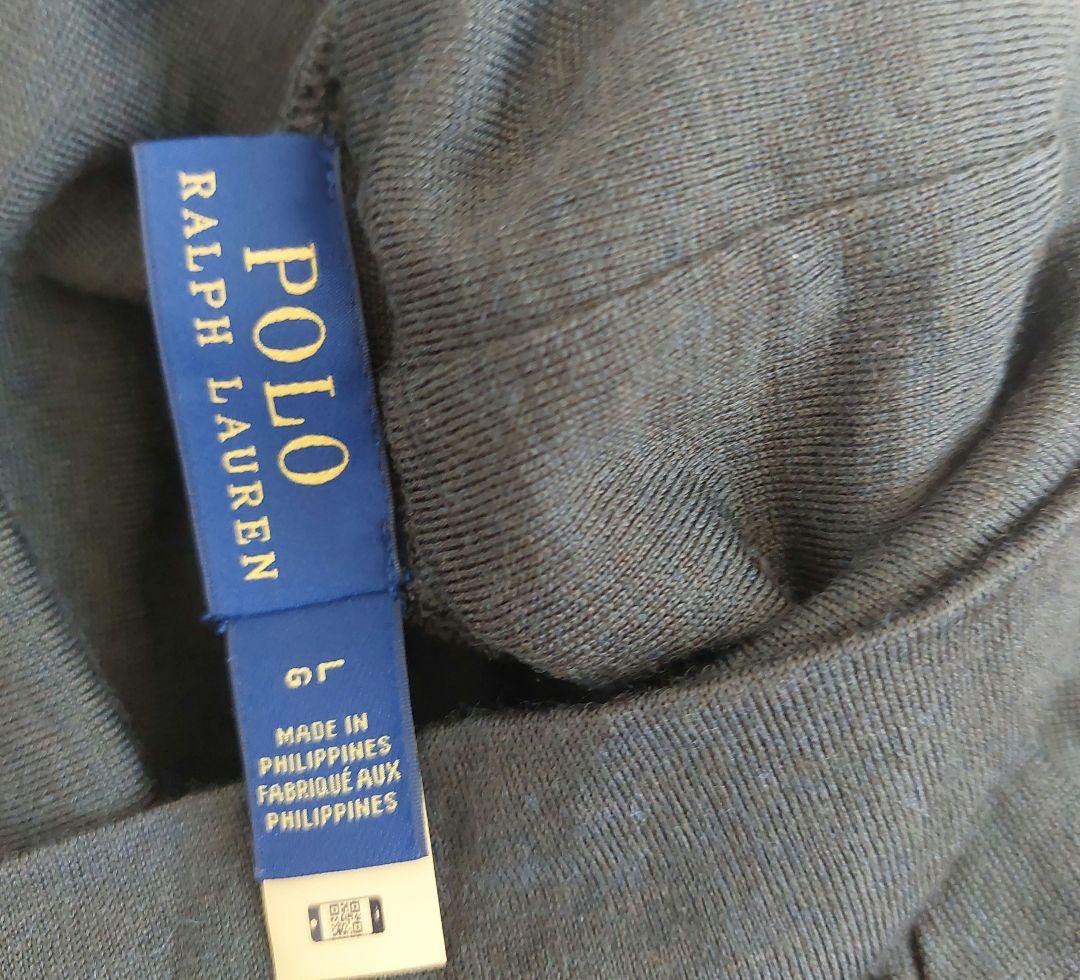 POLO
RALPH LAUREN
L
G
MADE IN
PHILIPPINES
FABRIQUÉ AUX
PHILIPPINES